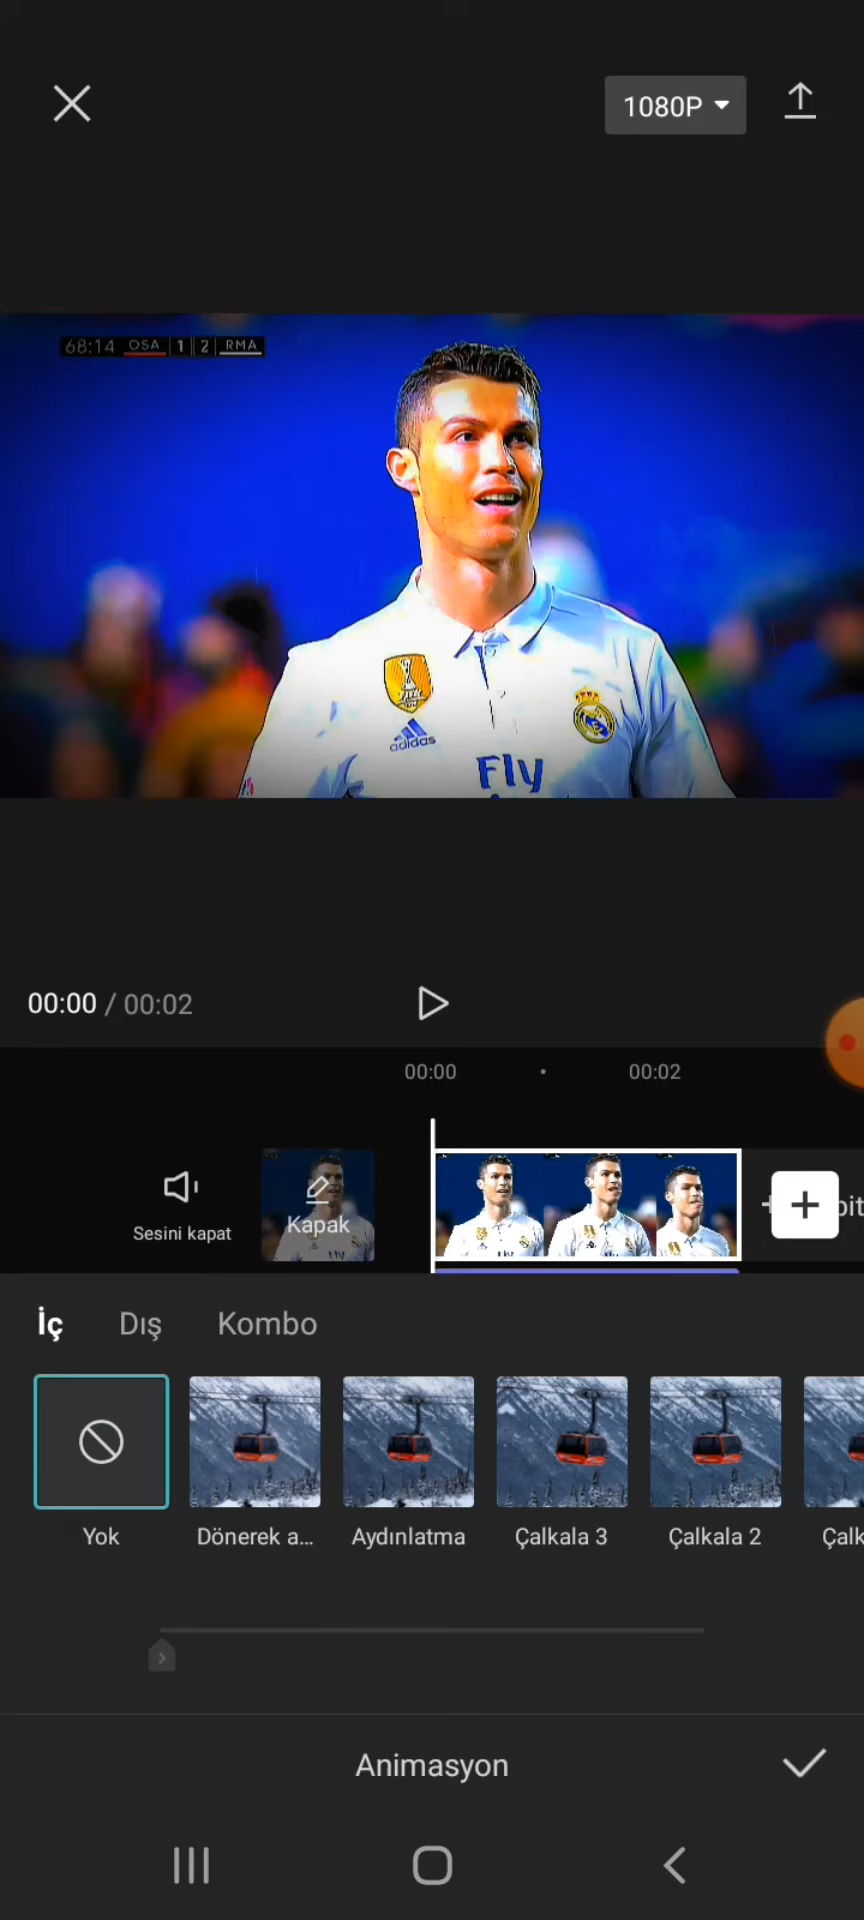 1080P
68:14 OSA 1 2 RMA
adidas
Fly
00:00 / 00:02
00:00 00:02
Sesini kapat
Kapak
İç Dış Kombo
Yok Dönerek a... Aydınlatma Çalkala 3 Çalkala 2 Çalk
Animasyon